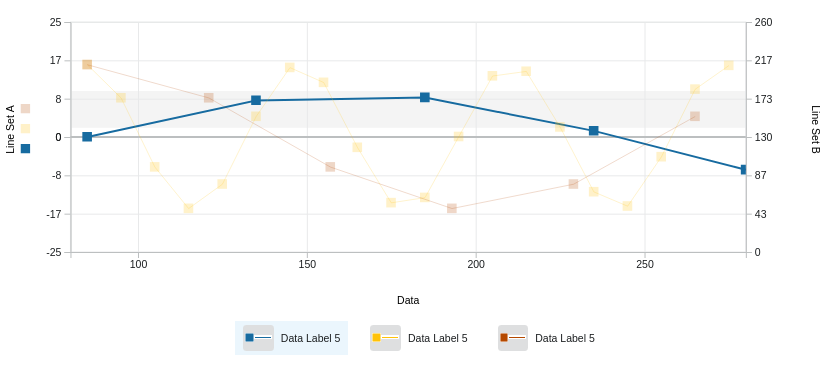 25 260
17 217
8 173
0 130
-8 87
-17 43
-25 0
Line Set A
Line Set B
100 150 200 250
Data
Data Label 5 Data Label 5 Data Label 5